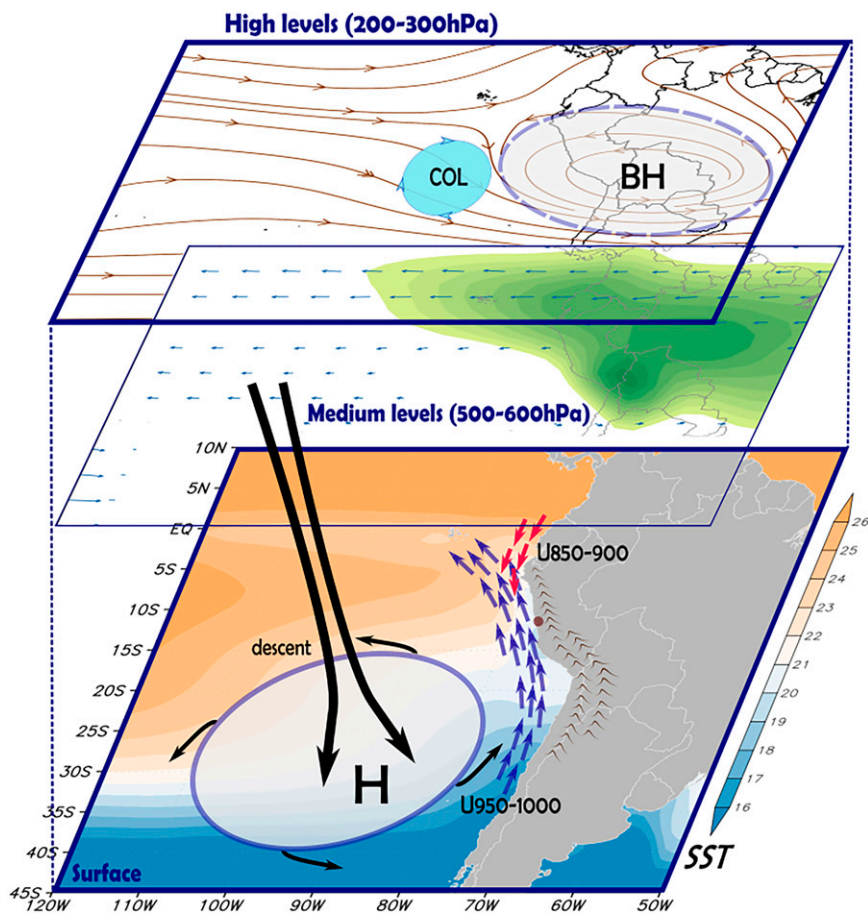 High levels (200-300hPa)
COL
BH
Medium levels (500-600hPa)
10N
5N
EQ
5S
10S
15S
20S
25S
30S
35S
40S
45S
U850-900
descent
H
U950-1000
Surface
120W
110W
100W
90W
80W
70W
60W
50W
26
25
24
23
22
21
20
19
18
17
16
SST